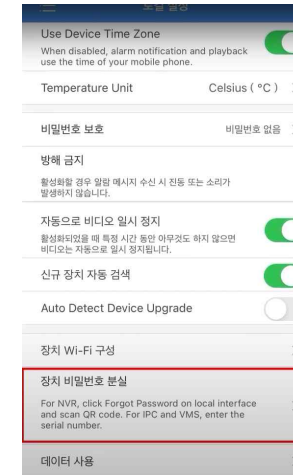 로컬 설정
Use Device Time Zone
When disabled, alarm notification and playback
use the time of your mobile phone.
Temperature Unit Celsius ( °C )
비밀번호 보호 비밀번호 없음
방해 금지
활성화할 경우 알람 메시지 수신 시 진동 또는 소리가
발생하지 않습니다.
자동으로 비디오 일시 정지
활성화되었을 때 특정 시간 동안 아무것도 하지 않으면
비디오는 자동으로 일시 정지됩니다.
신규 장치 자동 검색
Auto Detect Device Upgrade
장치 Wi-Fi 구성
장치 비밀번호 분실
For NVR, click Forgot Password on local interface
and scan QR code. For IPC and VMS, enter the
serial number.
데이터 사용